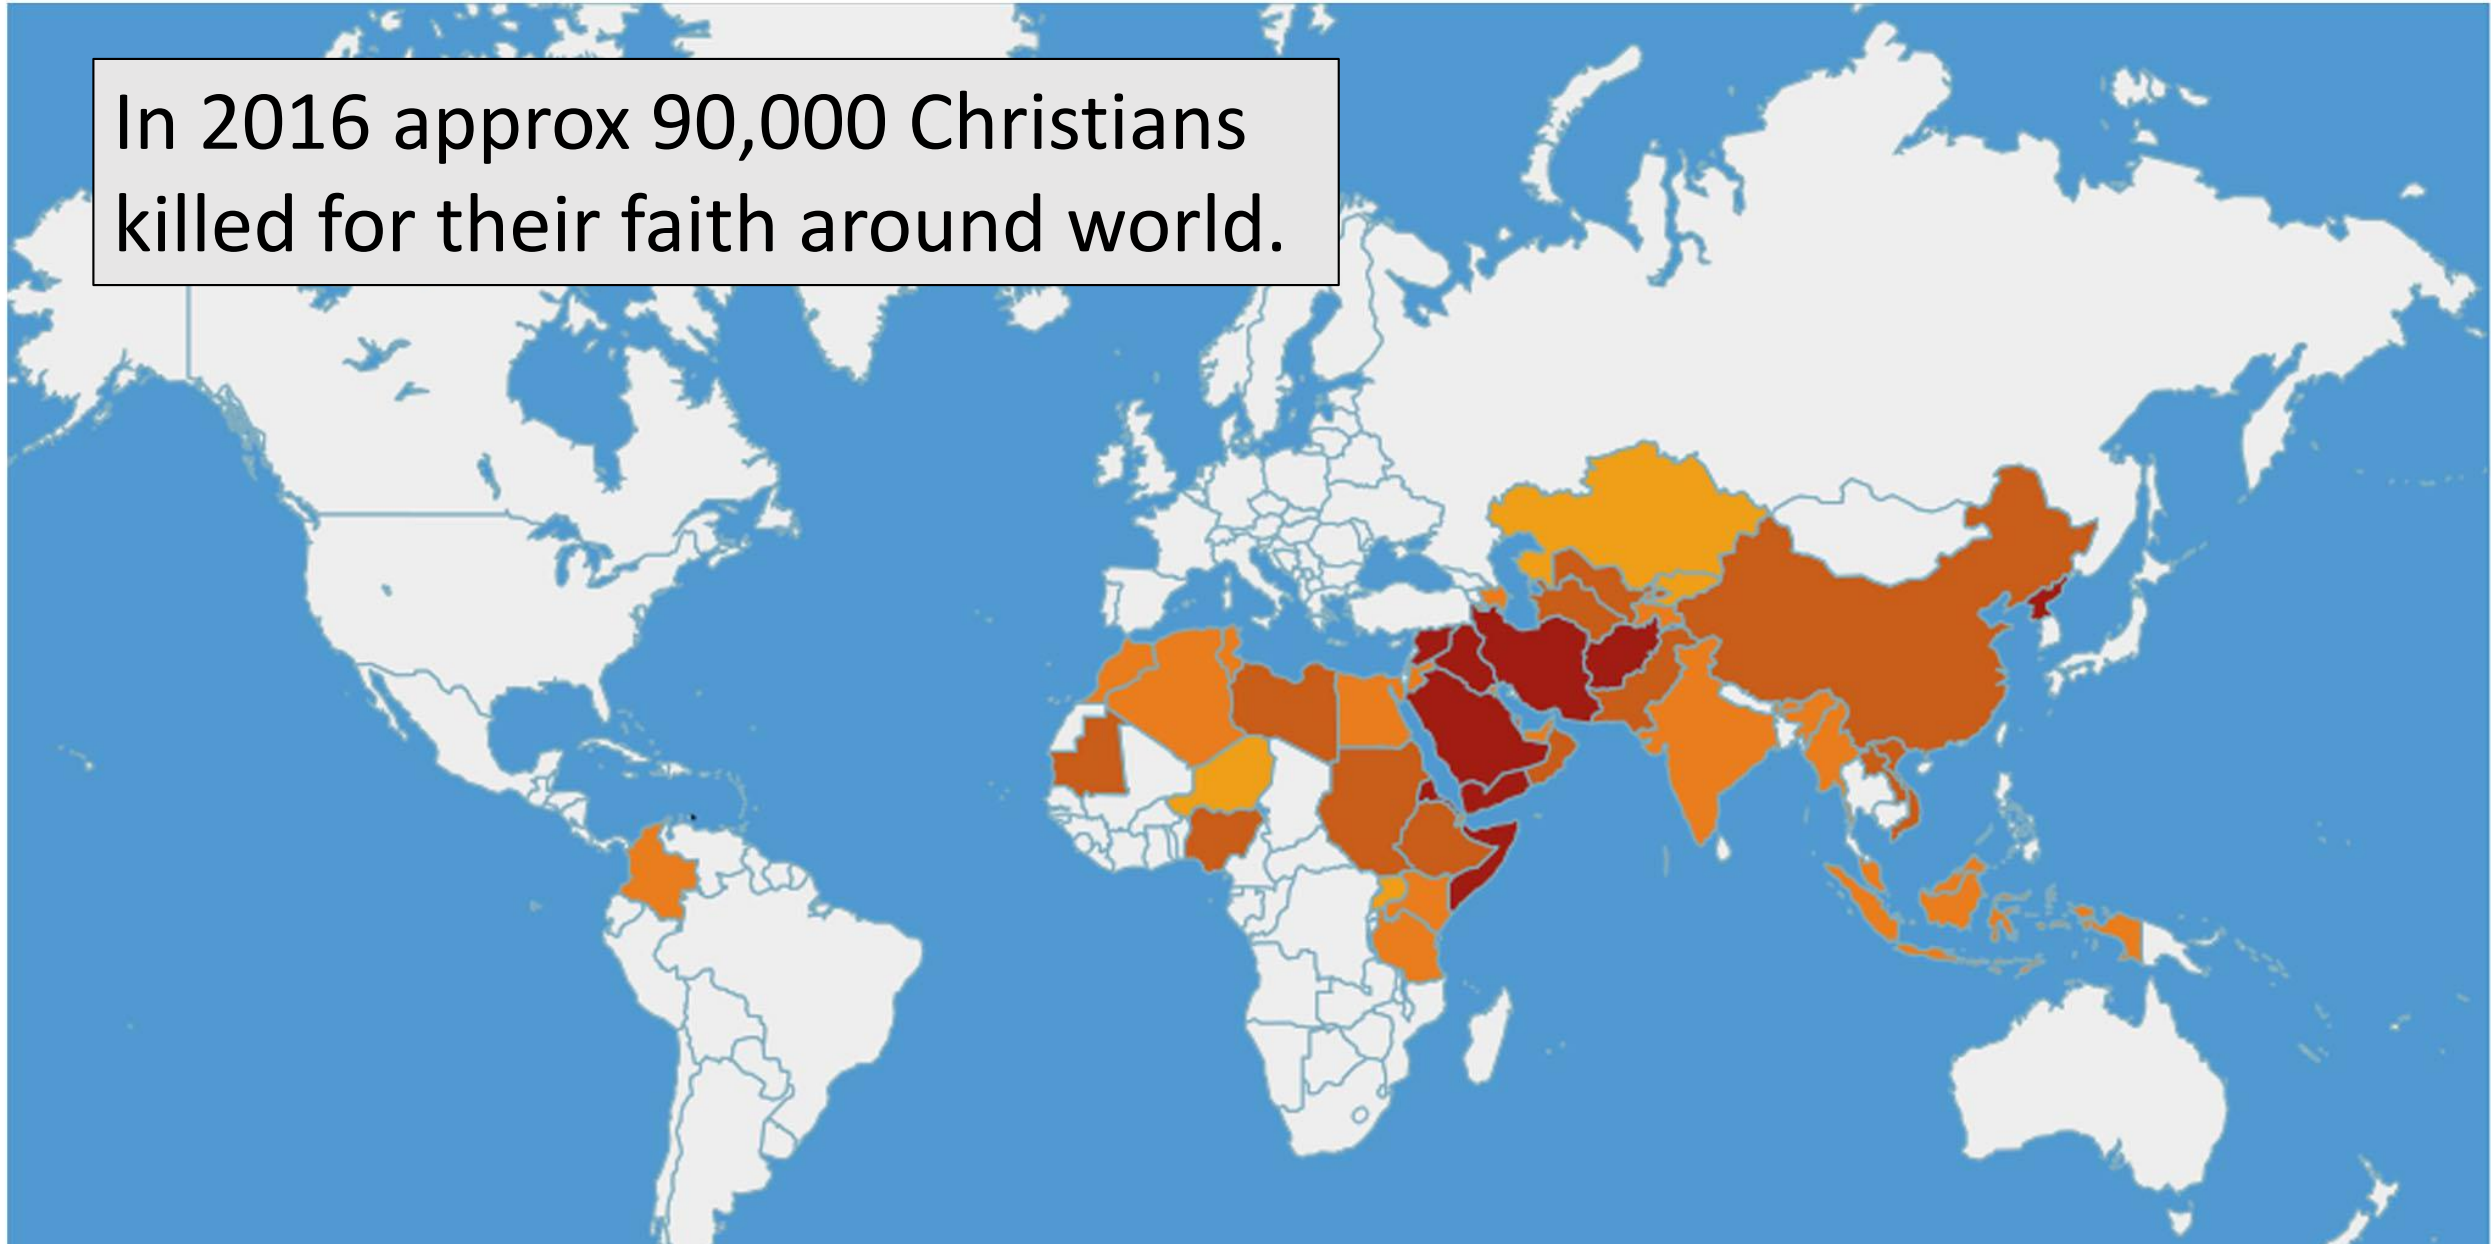 In 2016 approx 90,000 Christians
killed for their faith around world.